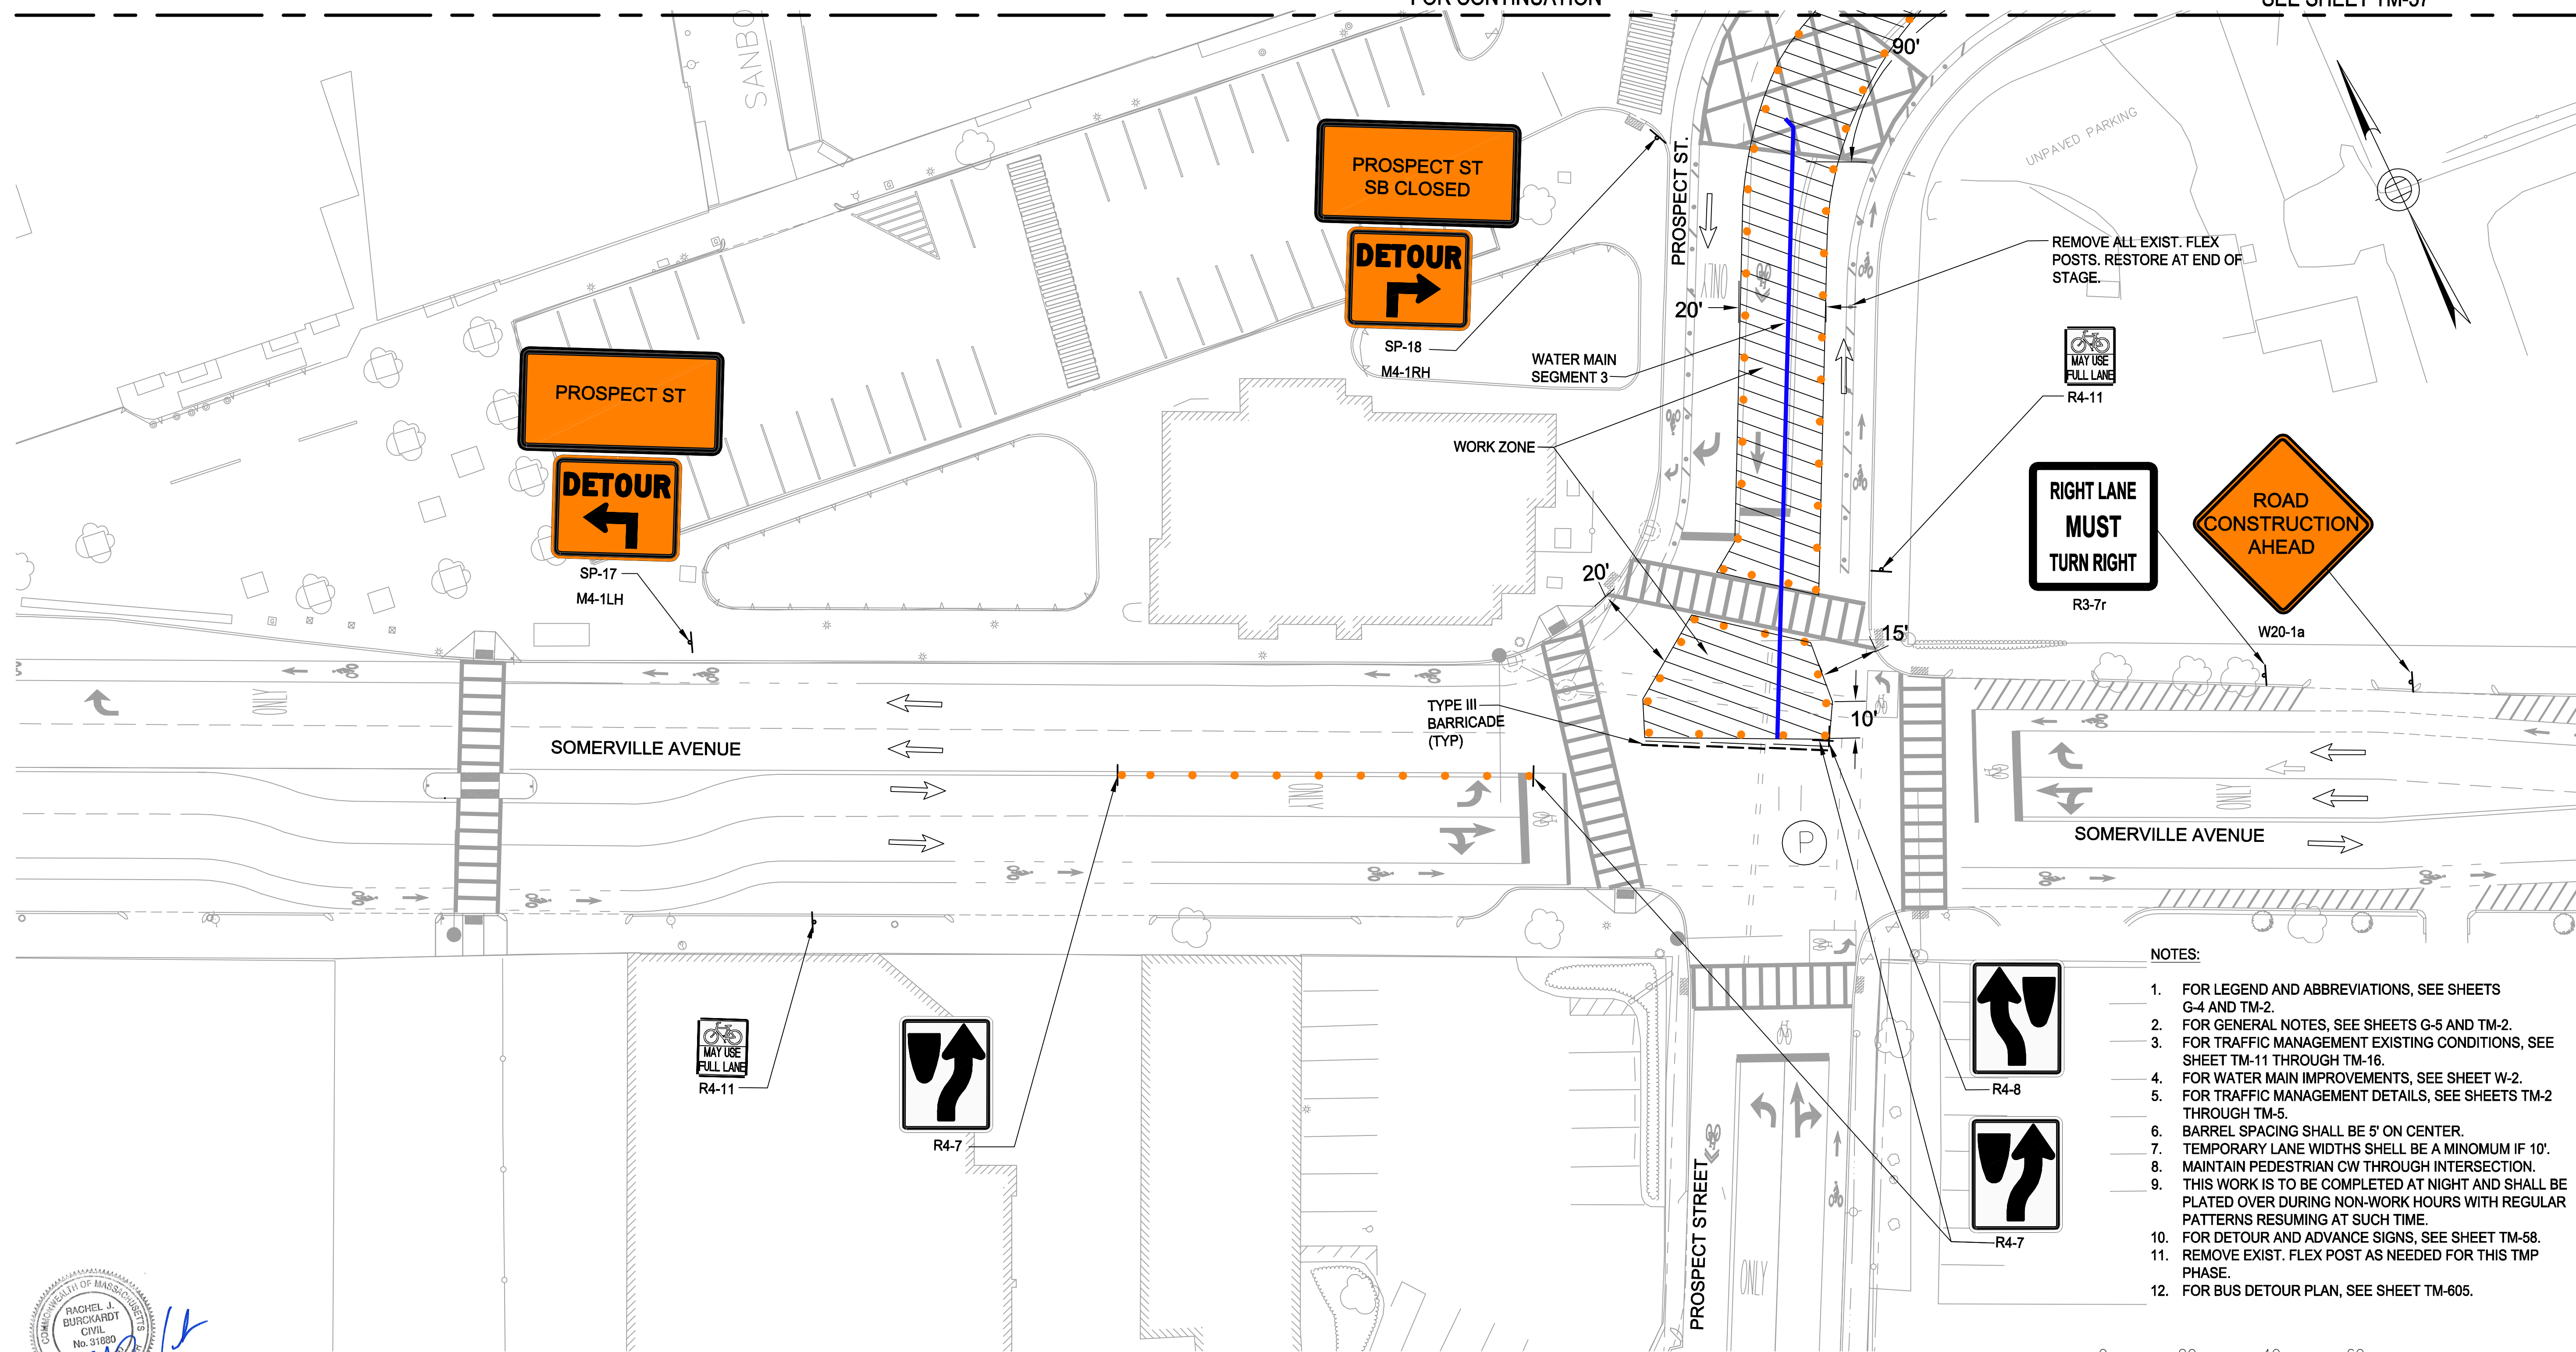 FOR CONTINUATION
SEE SHEET TM-57
SANBO
90'
UNPAVED PARKING
PROSPECT ST.
PROSPECT ST
SB CLOSED
DETOUR
SP-18
M4-1RH
ONLY
20'
REMOVE ALL EXIST. FLEX
POSTS. RESTORE AT END OF
STAGE.
WATER MAIN
SEGMENT 3
MAY USE
FULL LANE
R4-11
PROSPECT ST
DETOUR
SP-17
M4-1LH
WORK ZONE
RIGHT LANE
MUST
TURN RIGHT
R3-7r
ROAD
CONSTRUCTION
AHEAD
W20-1a
20'
15'
10'
TYPE III
BARRICADE
(TYP)
ONLY
SOMERVILLE AVENUE
ONLY
P
ONLY
SOMERVILLE AVENUE
MAY USE
FULL LANE
R4-11
R4-7
R4-8
R4-7
PROSPECT STREET
ONLY
NOTES:
1. FOR LEGEND AND ABBREVIATIONS, SEE SHEETS
G-4 AND TM-2.
2. FOR GENERAL NOTES, SEE SHEETS G-5 AND TM-2.
3. FOR TRAFFIC MANAGEMENT EXISTING CONDITIONS, SEE
SHEET TM-11 THROUGH TM-16.
4. FOR WATER MAIN IMPROVEMENTS, SEE SHEET W-2.
5. FOR TRAFFIC MANAGEMENT DETAILS, SEE SHEETS TM-2
THROUGH TM-5.
6. BARREL SPACING SHALL BE 5' ON CENTER.
7. TEMPORARY LANE WIDTHS SHELL BE A MINOMUM IF 10'.
8. MAINTAIN PEDESTRIAN CW THROUGH INTERSECTION.
9. THIS WORK IS TO BE COMPLETED AT NIGHT AND SHALL BE
PLATED OVER DURING NON-WORK HOURS WITH REGULAR
PATTERNS RESUMING AT SUCH TIME.
10. FOR DETOUR AND ADVANCE SIGNS, SEE SHEET TM-58.
11. REMOVE EXIST. FLEX POST AS NEEDED FOR THIS TMP
PHASE.
12. FOR BUS DETOUR PLAN, SEE SHEET TM-605.
COMMONWEALTH OF MASSACHUSETTS
RACHEL J.
BURCKARDT
CIVIL
No. 31880